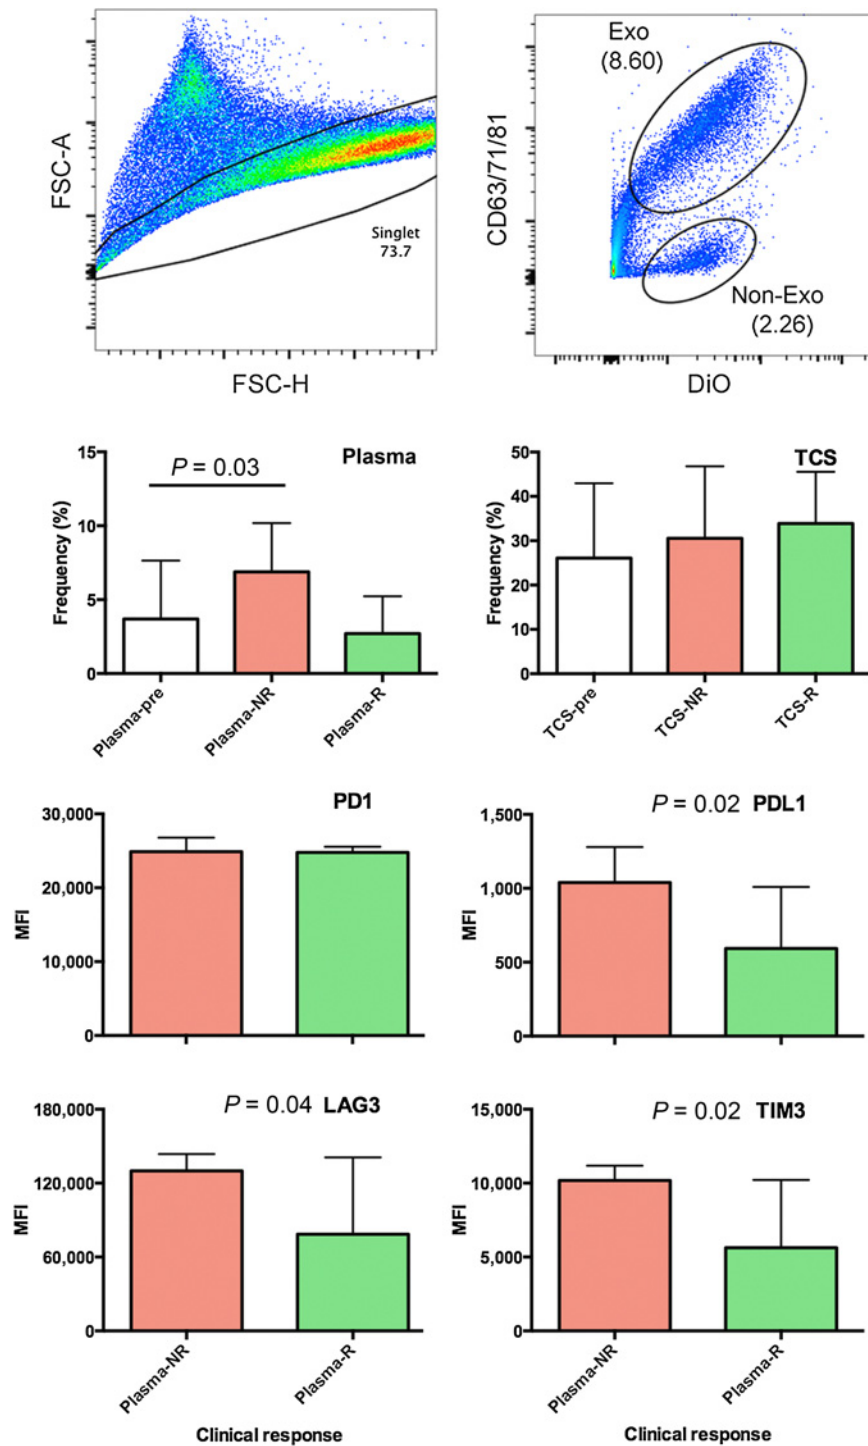 FSC-A
Singlet
73.7
FSC-H
CD63/71/81
Exo
(8.60)
Non-Exo
(2.26)
DiO
Frequency (%)
15
10
5
0
P = 0.03
Plasma
Plasma-pre
Plasma-NR
Plasma-R
Frequency (%)
50
40
30
20
10
0
TCS
TCS-pre
TCS-NR
TCS-R
MFI
30,000
20,000
10,000
0
PD1
MFI
1,500
1,000
500
0
P = 0.02 PDL1
MFI
180,000
120,000
60,000
0
P = 0.04 LAG3
Plasma-NR
Plasma-R
Clinical response
MFI
15,000
10,000
5,000
0
P = 0.02 TIM3
Plasma-NR
Plasma-R
Clinical response